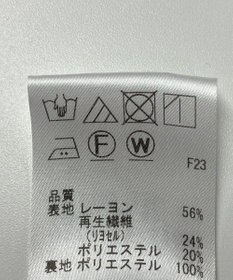 F W
F23
品質
表地 レーヨン 56%
再生繊維
(リヨセル) 24%
ポリエステル 20%
裏地 ポリエステル 100%